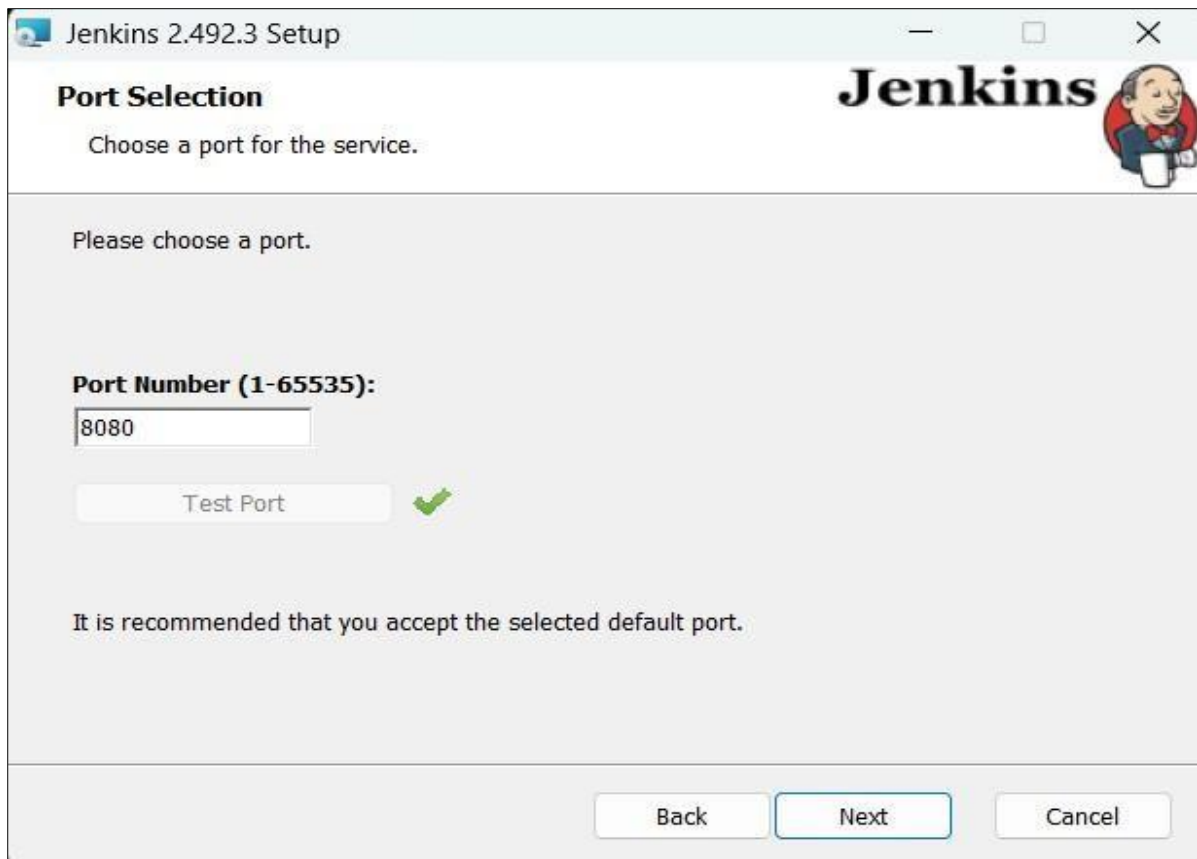 Jenkins 2.492.3 Setup
Port Selection
Jenkins
Choose a port for the service.
Please choose a port.
Port Number (1-65535):
8080
Test Port
It is recommended that you accept the selected default port.
Back
Next
Cancel